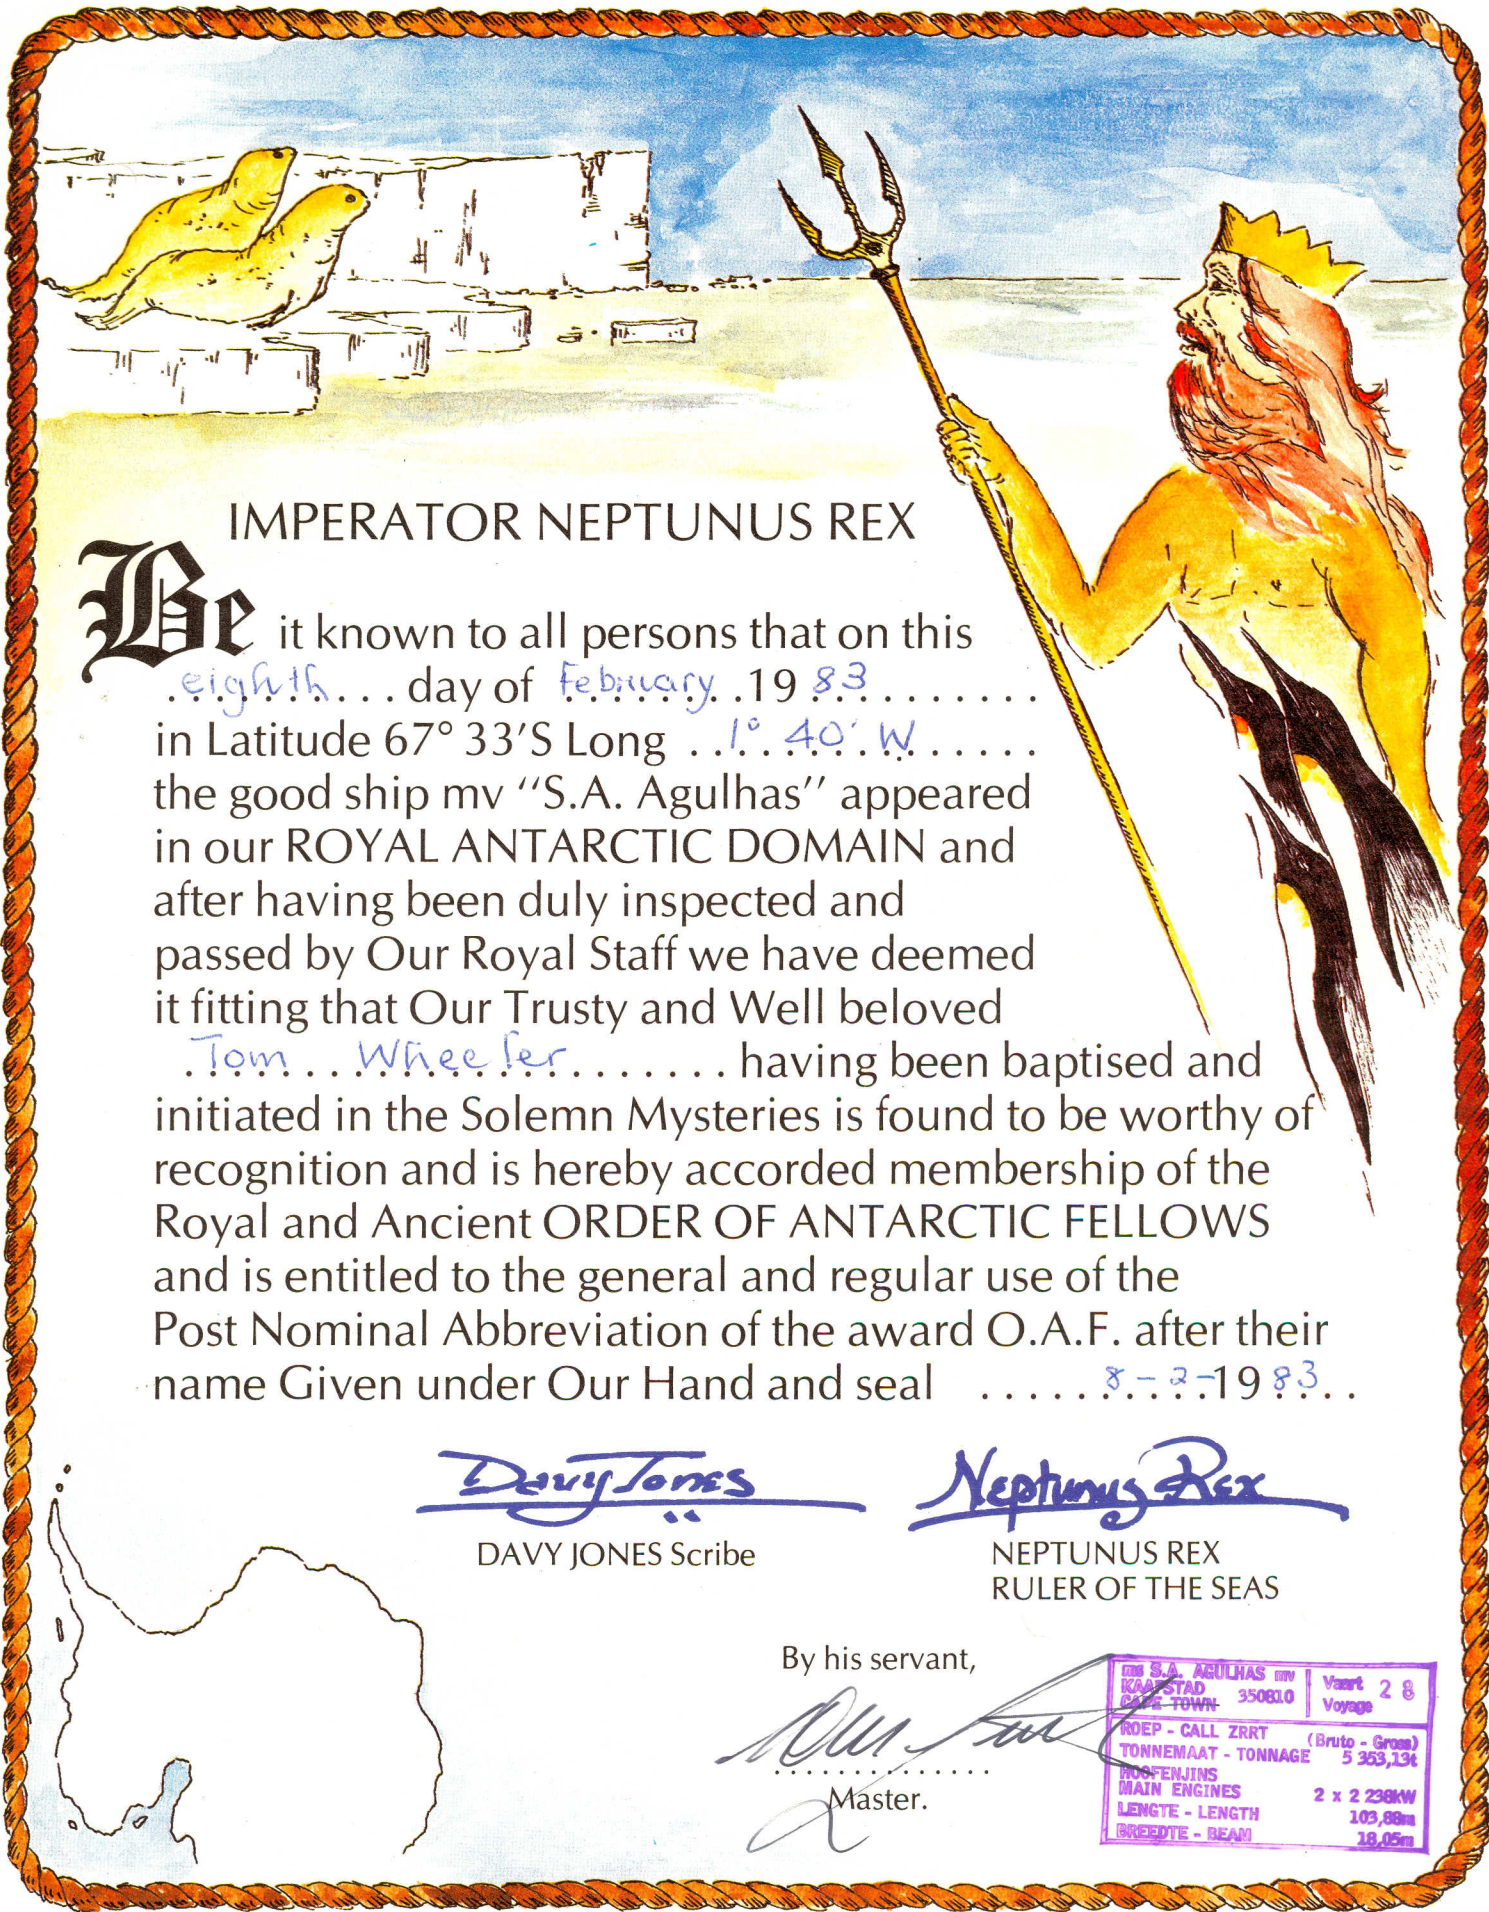 IMPERATOR NEPTUNUS REX
Be it known to all persons that on this
eighth day of February 1983
in Latitude 67° 33'S Long 1° 40' W
the good ship mv "S.A. Agulhas" appeared
in our ROYAL ANTARCTIC DOMAIN and
after having been duly inspected and
passed by Our Royal Staff we have deemed
it fitting that Our Trusty and Well beloved
Tom Wheeler having been baptised and
initiated in the Solemn Mysteries is found to be worthy of
recognition and is hereby accorded membership of the
Royal and Ancient ORDER OF ANTARCTIC FELLOWS
and is entitled to the general and regular use of the
Post Nominal Abbreviation of the award O.A.F. after their
name Given under Our Hand and seal 8-2-1983
Davy Jones
Neptunus Rex
DAVY JONES Scribe
NEPTUNUS REX
RULER OF THE SEAS
By his servant,
Master.
ms S.A. AGULHAS mv
KAAPSTAD
CAPE TOWN 350810
Vaart 28
Voyage
ROEP - CALL ZRRT (Bruto - Gross)
TONNEMAAT - TONNAGE 5 353,13t
HOOFENJINS
MAIN ENGINES 2 x 2 238kW
LENGTE - LENGTH 103,88m
BREEDTE - BEAM 18,05m